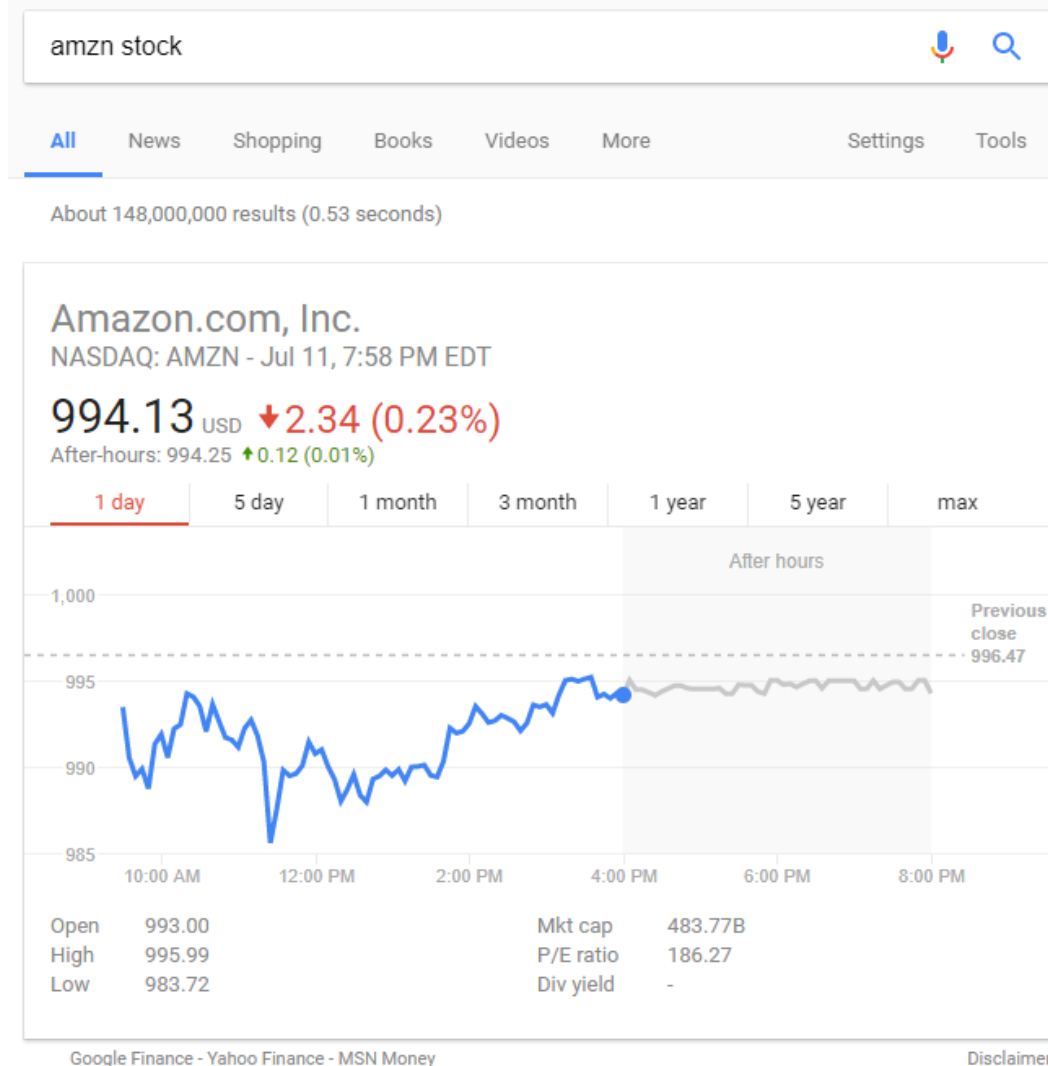 amzn stock
All News Shopping Books Videos More Settings Tools
About 148,000,000 results (0.53 seconds)
Amazon.com, Inc.
NASDAQ: AMZN - Jul 11, 7:58 PM EDT
994.13 USD 2.34 (0.23%)
After-hours: 994.25 0.12 (0.01%)
1 day 5 day 1 month 3 month 1 year 5 year max
After hours
1,000
Previous
close
996.47
995
990
985
10:00 AM 12:00 PM 2:00 PM 4:00 PM 6:00 PM 8:00 PM
Open 993.00 Mkt cap 483.77B
High 995.99 P/E ratio 186.27
Low 983.72 Div yield -
Google Finance - Yahoo Finance - MSN Money Disclaimer